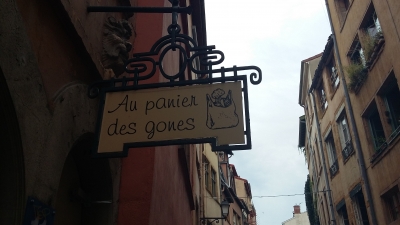 Au panier
des gones